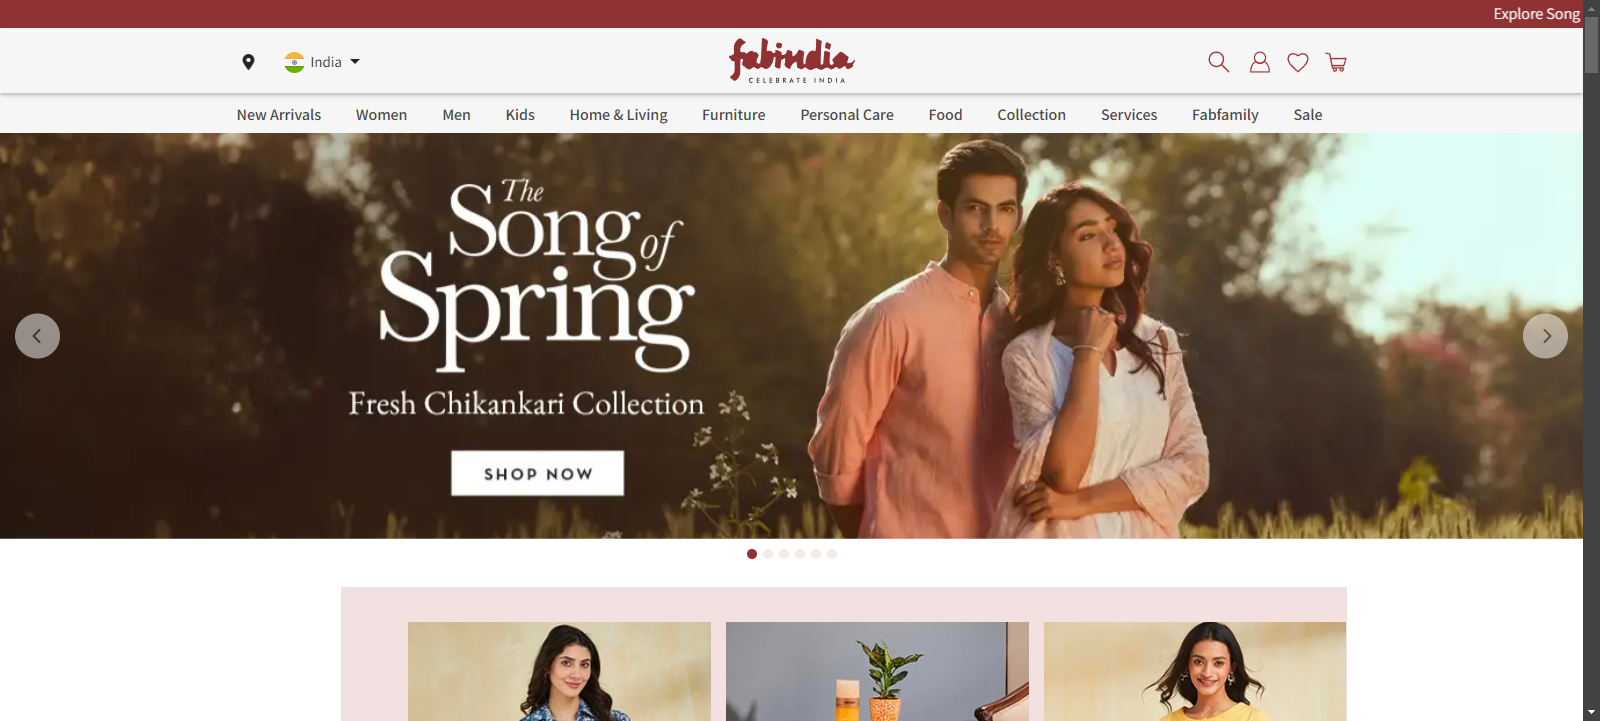 Explore Song
India
fabindia
CELEBRATE INDIA
New Arrivals Women Men Kids Home & Living Furniture Personal Care Food Collection Services Fabfamily Sale
The
Song of
Spring
Fresh Chikankari Collection
SHOP NOW